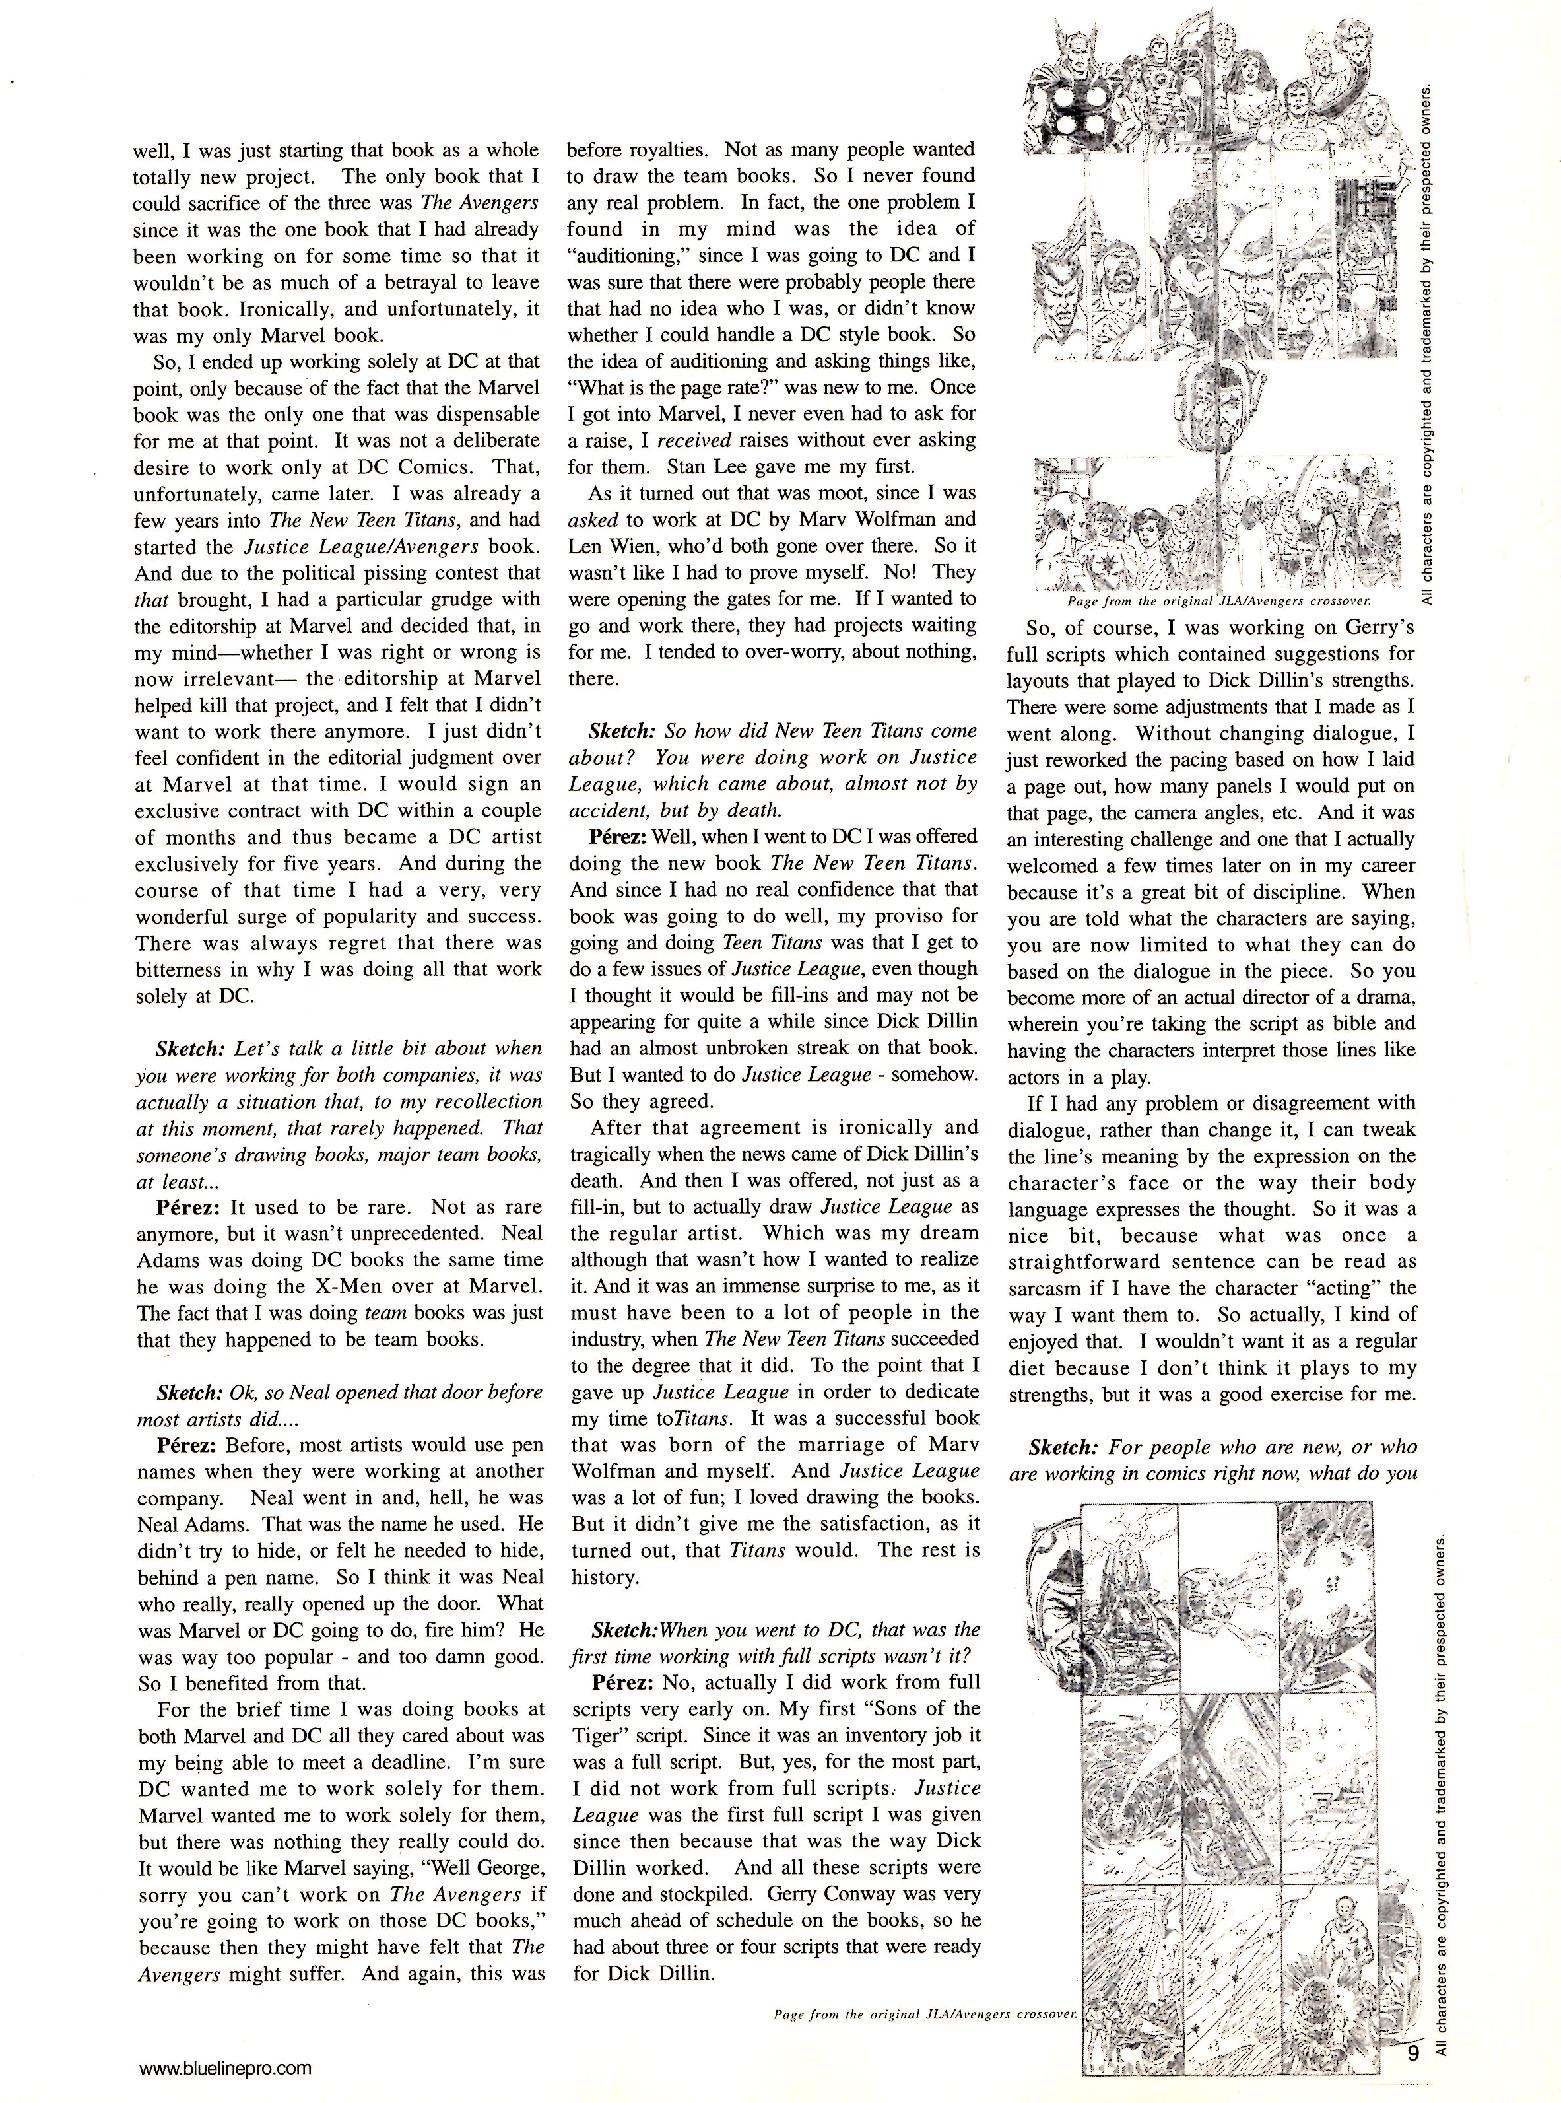 well, I was just starting that book as a whole
totally new project. The only book that I
could sacrifice of the three was The Avengers
since it was the one book that I had already
been working on for some time so that it
wouldn't be as much of a betrayal to leave
that book. Ironically, and unfortunately, it
was my only Marvel book.
So, I ended up working solely at DC at that
point, only because of the fact that the Marvel
book was the only one that was dispensable
for me at that point. It was not a deliberate
desire to work only at DC Comics. That,
unfortunately, came later. I was already a
few years into The New Teen Titans, and had
started the Justice League/Avengers book.
And due to the political pissing contest that
that brought, I had a particular grudge with
the editorship at Marvel and decided that, in
my mind—whether I was right or wrong is
now irrelevant— the editorship at Marvel
helped kill that project, and I felt that I didn't
want to work there anymore. I just didn't
feel confident in the editorial judgment over
at Marvel at that time. I would sign an
exclusive contract with DC within a couple
of months and thus became a DC artist
exclusively for five years. And during the
course of that time I had a very, very
wonderful surge of popularity and success.
There was always regret that there was
bitterness in why I was doing all that work
solely at DC.
Sketch: Let's talk a little bit about when
you were working for both companies, it was
actually a situation that, to my recollection
at this moment, that rarely happened. That
someone's drawing books, major team books,
at least...
Pérez: It used to be rare. Not as rare
anymore, but it wasn't unprecedented. Neal
Adams was doing DC books the same time
he was doing the X-Men over at Marvel.
The fact that I was doing team books was just
that they happened to be team books.
Sketch: Ok, so Neal opened that door before
most artists did....
Pérez: Before, most artists would use pen
names when they were working at another
company. Neal went in and, hell, he was
Neal Adams. That was the name he used. He
didn't try to hide, or felt he needed to hide,
behind a pen name. So I think it was Neal
who really, really opened up the door. What
was Marvel or DC going to do, fire him? He
was way too popular - and too damn good.
So I benefited from that.
For the brief time I was doing books at
both Marvel and DC all they cared about was
my being able to meet a deadline. I'm sure
DC wanted me to work solely for them.
Marvel wanted me to work solely for them,
but there was nothing they really could do.
It would be like Marvel saying, “Well George,
sorry you can't work on The Avengers if
you're going to work on those DC books,”
because then they might have felt that The
Avengers might suffer. And again, this was
before royalties. Not as many people wanted
to draw the team books. So I never found
any real problem. In fact, the one problem I
found in my mind was the idea of
“auditioning,” since I was going to DC and I
was sure that there were probably people there
that had no idea who I was, or didn't know
whether I could handle a DC style book. So
the idea of auditioning and asking things like,
“What is the page rate?” was new to me. Once
I got into Marvel, I never even had to ask for
a raise, I received raises without ever asking
for them. Stan Lee gave me my first.
As it turned out that was moot, since I was
asked to work at DC by Marv Wolfman and
Len Wien, who'd both gone over there. So it
wasn't like I had to prove myself. No! They
were opening the gates for me. If I wanted to
go and work there, they had projects waiting
for me. I tended to over-worry, about nothing,
there.
Sketch: So how did New Teen Titans come
about? You were doing work on Justice
League, which came about, almost not by
accident, but by death.
Pérez: Well, when I went to DC I was offered
doing the new book The New Teen Titans.
And since I had no real confidence that that
book was going to do well, my proviso for
going and doing Teen Titans was that I get to
do a few issues of Justice League, even though
I thought it would be fill-ins and may not be
appearing for quite a while since Dick Dillin
had an almost unbroken streak on that book.
But I wanted to do Justice League - somehow.
So they agreed.
After that agreement is ironically and
tragically when the news came of Dick Dillin's
death. And then I was offered, not just as a
fill-in, but to actually draw Justice League as
the regular artist. Which was my dream
although that wasn't how I wanted to realize
it. And it was an immense surprise to me, as it
must have been to a lot of people in the
industry, when The New Teen Titans succeeded
to the degree that it did. To the point that I
gave up Justice League in order to dedicate
my time toTitans. It was a successful book
that was born of the marriage of Marv
Wolfman and myself. And Justice League
was a lot of fun; I loved drawing the books.
But it didn't give me the satisfaction, as it
turned out, that Titans would. The rest is
history.
Sketch:When you went to DC, that was the
first time working with full scripts wasn't it?
Pérez: No, actually I did work from full
scripts very early on. My first “Sons of the
Tiger” script. Since it was an inventory job it
was a full script. But, yes, for the most part,
I did not work from full scripts. Justice
League was the first full script I was given
since then because that was the way Dick
Dillin worked. And all these scripts were
done and stockpiled. Gerry Conway was very
much ahead of schedule on the books, so he
had about three or four scripts that were ready
for Dick Dillin.
All characters are copyrighted and trademarked by their prespected owners.
Page from the original JLA/Avengers crossover.
So, of course, I was working on Gerry's
full scripts which contained suggestions for
layouts that played to Dick Dillin's strengths.
There were some adjustments that I made as I
went along. Without changing dialogue, I
just reworked the pacing based on how I laid
a page out, how many panels I would put on
that page, the camera angles, etc. And it was
an interesting challenge and one that I actually
welcomed a few times later on in my career
because it's a great bit of discipline. When
you are told what the characters are saying,
you are now limited to what they can do
based on the dialogue in the piece. So you
become more of an actual director of a drama,
wherein you're taking the script as bible and
having the characters interpret those lines like
actors in a play.
If I had any problem or disagreement with
dialogue, rather than change it, I can tweak
the line's meaning by the expression on the
character's face or the way their body
language expresses the thought. So it was a
nice bit, because what was once a
straightforward sentence can be read as
sarcasm if I have the character “acting” the
way I want them to. So actually, I kind of
enjoyed that. I wouldn't want it as a regular
diet because I don't think it plays to my
strengths, but it was a good exercise for me.
Sketch: For people who are new, or who
are working in comics right now, what do you
All characters are copyrighted and trademarked by their prespected owners.
Page from the original JLA/Avengers crossover.
www.bluelinepro.com
9